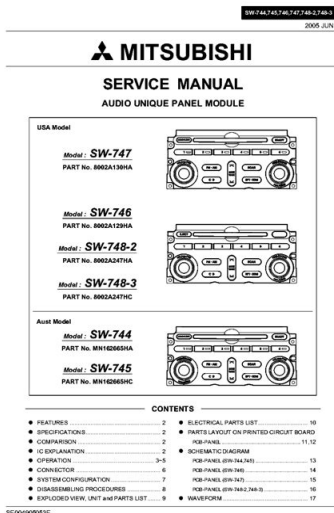 SW-744,745,746,747,748-2,748-3
2005 JUN
MITSUBISHI
SERVICE MANUAL
AUDIO UNIQUE PANEL MODULE
USA Model
Model : SW-747
PART No. 8002A130HA
Model : SW-746
PART No. 8002A129HA
Model : SW-748-2
PART No. 8002A247HA
Model : SW-748-3
PART No. 8002A247HC
Aust Model
Model : SW-744
PART No. MN162665HA
Model : SW-745
PART No. MN162665HC
CONTENTS
● FEATURES 2
● SPECIFICATIONS 2
● COMPARISON 2
● IC EXPLANATION 2
● OPERATION 3~5
● CONNECTOR 6
● SYSTEM CONFIGURATION 7
● DISASSEMBLING PROCEDURES 8
● EXPLODED VIEW, UNIT and PARTS LIST 9
● ELECTRICAL PARTS LIST 10
● PARTS LAYOUT ON PRINTED CIRCUIT BOARD
PCB-PANEL 11,12
● SCHEMATIC DIAGRAM
PCB-PANEL (SW-744,745) 13
PCB-PANEL (SW-746) 14
PCB-PANEL (SW-747) 15
PCB-PANEL (SW-748-2,748-3) 16
● WAVEFORM 17